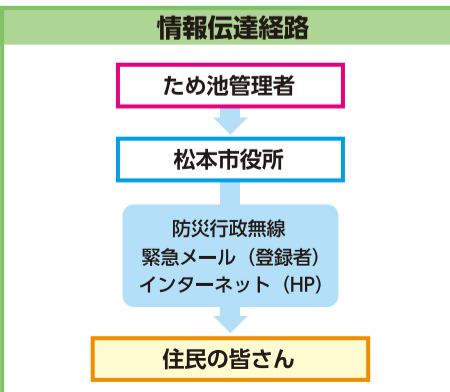 情報伝達経路
ため池管理者
松本市役所
防災行政無線
緊急メール（登録者）
インターネット（HP）
住民の皆さん